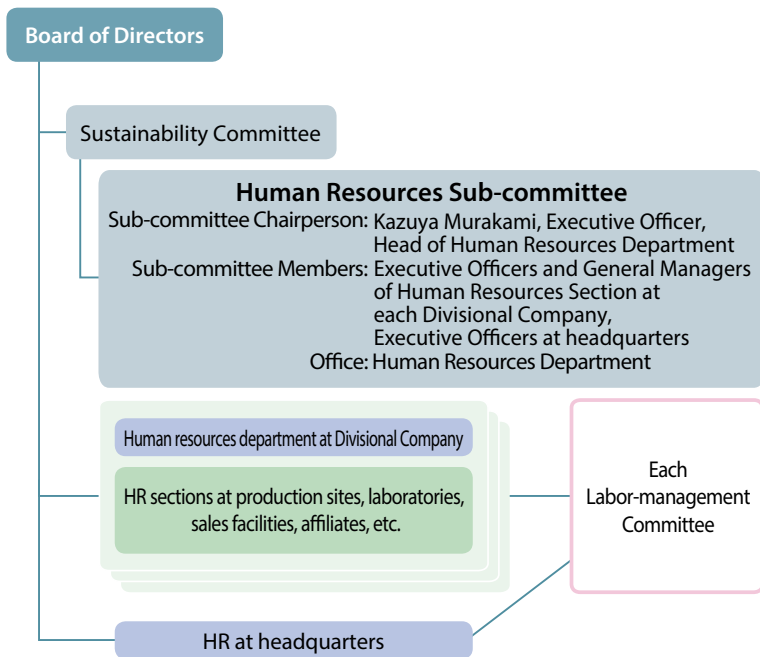 Board of Directors
Sustainability Committee
Human Resources Sub-committee
Sub-committee Chairperson: Kazuya Murakami, Executive Officer,
Head of Human Resources Department
Sub-committee Members: Executive Officers and General Managers
of Human Resources Section at
each Divisional Company,
Executive Officers at headquarters
Office: Human Resources Department
Human resources department at Divisional Company
HR sections at production sites, laboratories,
sales facilities, affiliates, etc.
Each
Labor-management
Committee
HR at headquarters